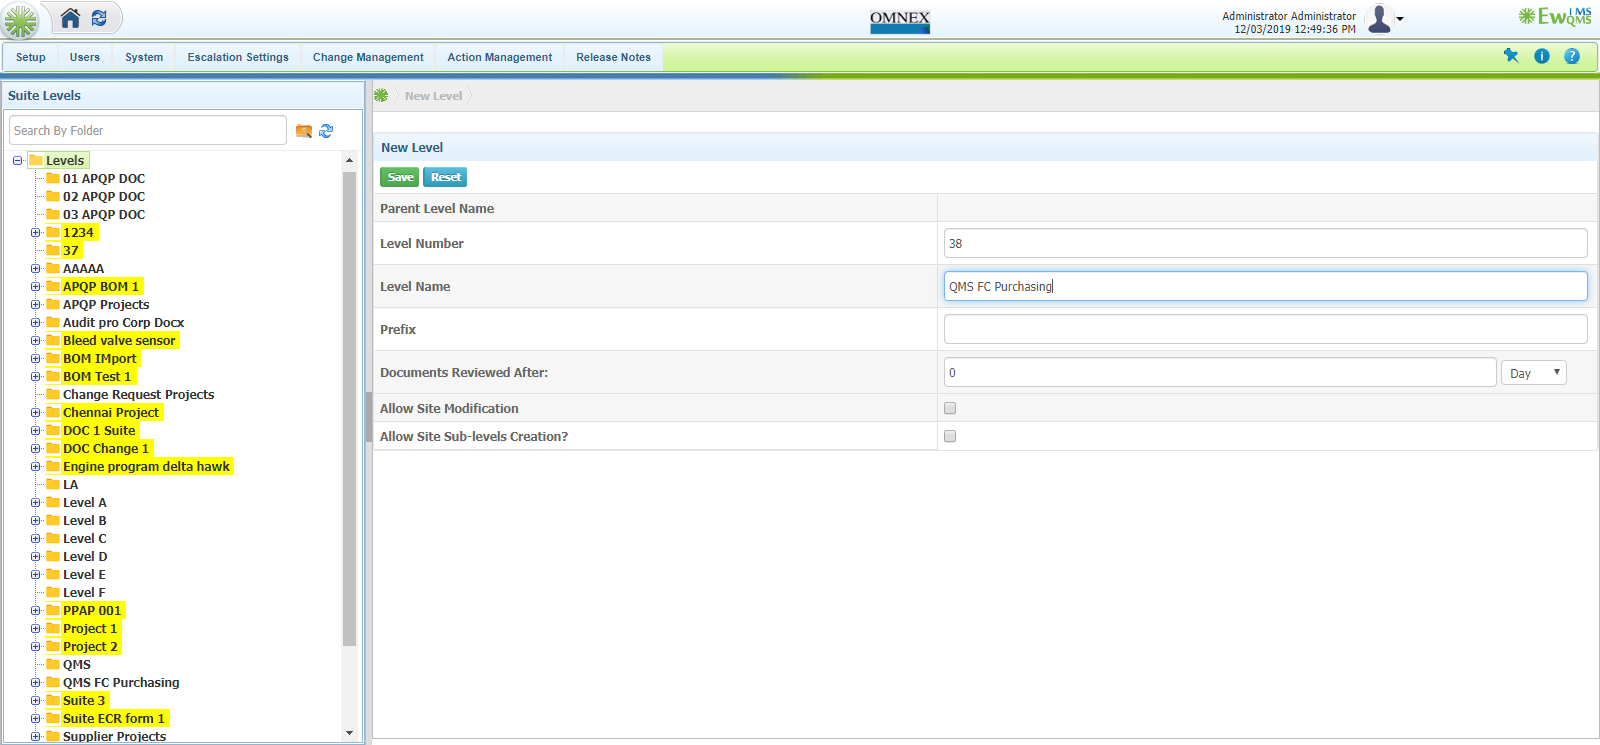 OMNEX
Administrator Administrator
12/03/2019 12:49:36 PM
EwIMS
QMS
Setup Users System Escalation Settings Change Management Action Management Release Notes
i ?
Suite Levels
Search By Folder
Levels
01 APQP DOC
02 APQP DOC
03 APQP DOC
1234
37
AAAAA
APQP BOM 1
APQP Projects
Audit pro Corp Docx
Bleed valve sensor
BOM IMport
BOM Test 1
Change Request Projects
Chennai Project
DOC 1 Suite
DOC Change 1
Engine program delta hawk
LA
Level A
Level B
Level C
Level D
Level E
Level F
PPAP 001
Project 1
Project 2
QMS
QMS FC Purchasing
Suite 3
Suite ECR form 1
Supplier Projects
New Level
New Level
Save Reset
Parent Level Name
Level Number 38
Level Name QMS FC Purchasing
Prefix
Documents Reviewed After: 0 Day
Allow Site Modification
Allow Site Sub-levels Creation?